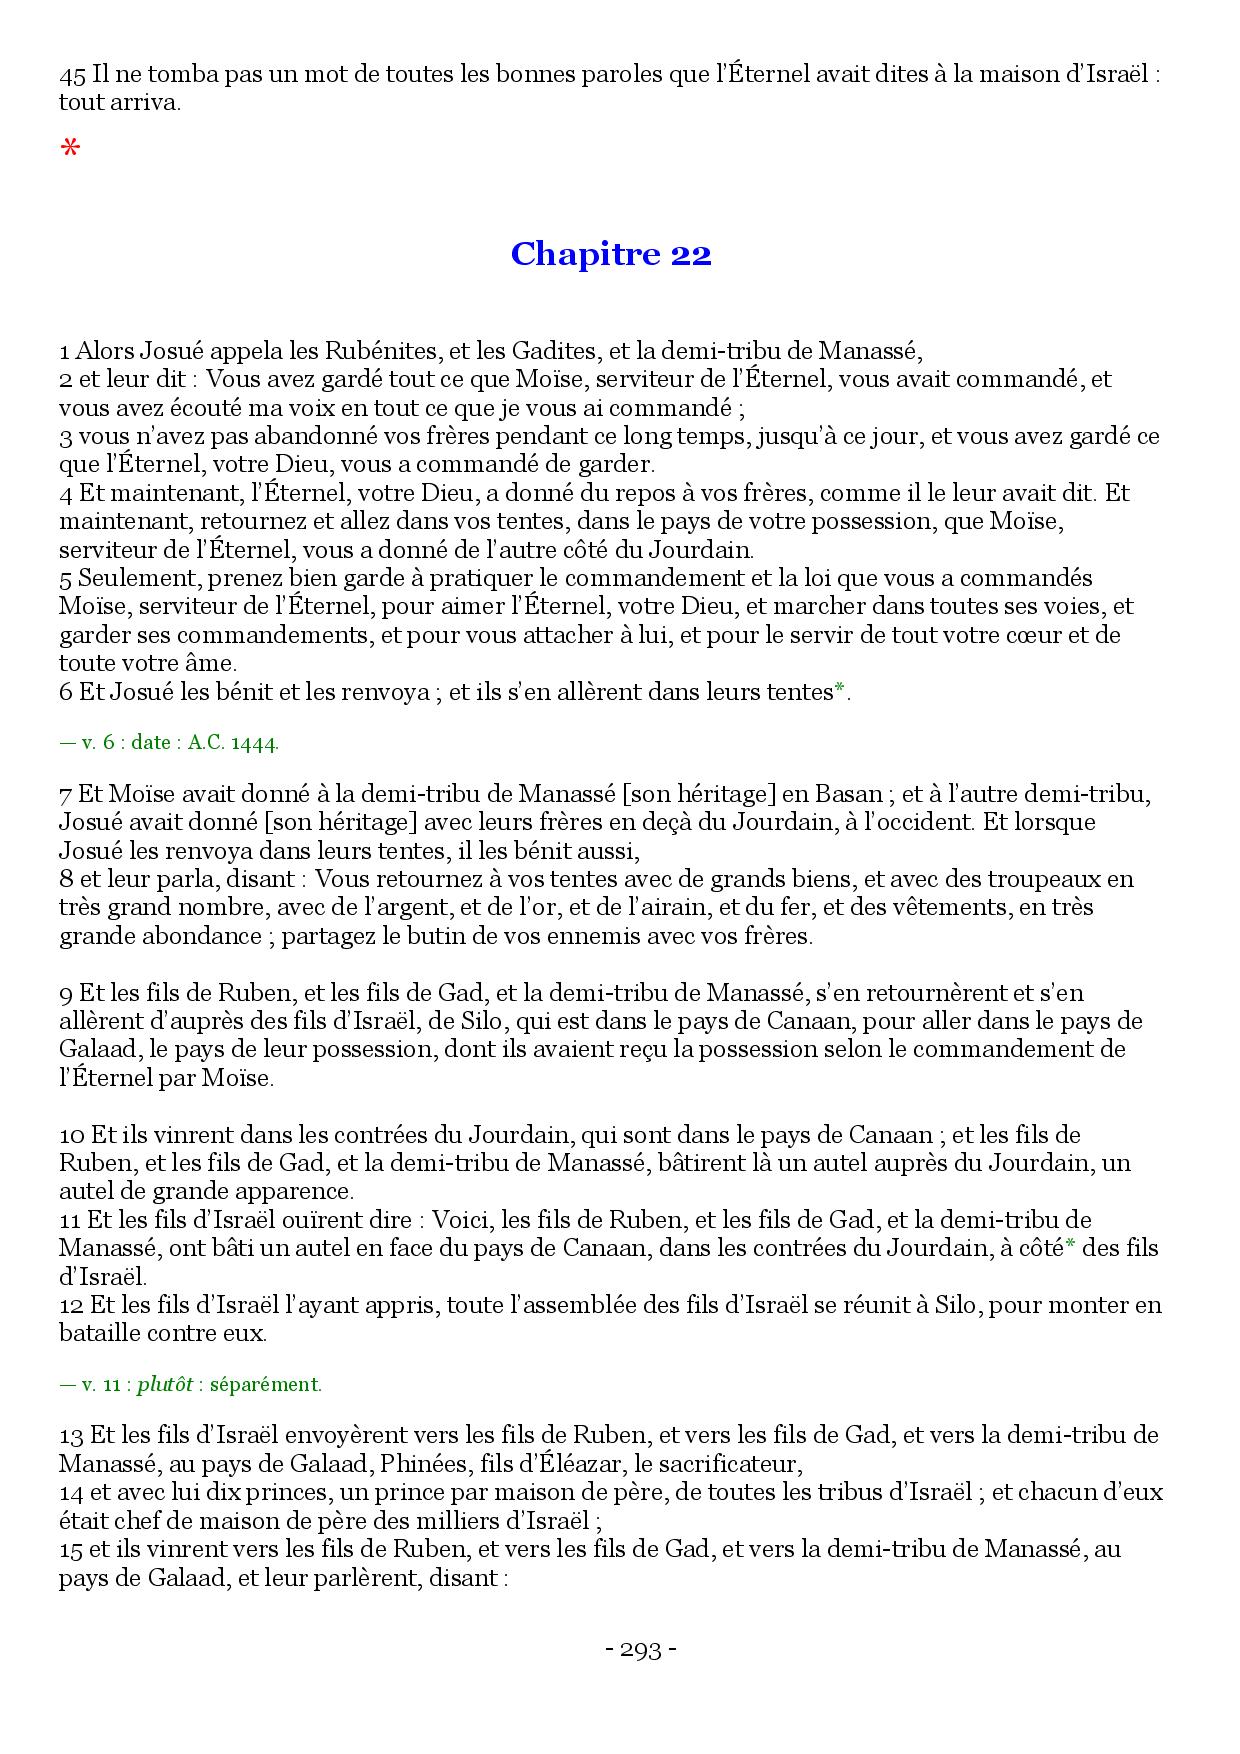 45 Il ne tomba pas un mot de toutes les bonnes paroles que l’Éternel avait dites à la maison d’Israël :
tout arriva.
*
Chapitre 22
1 Alors Josué appela les Rubénites, et les Gadites, et la demi-tribu de Manassé,
2 et leur dit : Vous avez gardé tout ce que Moïse, serviteur de l’Éternel, vous avait commandé, et
vous avez écouté ma voix en tout ce que je vous ai commandé ;
3 vous n’avez pas abandonné vos frères pendant ce long temps, jusqu’à ce jour, et vous avez gardé ce
que l’Éternel, votre Dieu, vous a commandé de garder.
4 Et maintenant, l’Éternel, votre Dieu, a donné du repos à vos frères, comme il le leur avait dit. Et
maintenant, retournez et allez dans vos tentes, dans le pays de votre possession, que Moïse,
serviteur de l’Éternel, vous a donné de l’autre côté du Jourdain.
5 Seulement, prenez bien garde à pratiquer le commandement et la loi que vous a commandés
Moïse, serviteur de l’Éternel, pour aimer l’Éternel, votre Dieu, et marcher dans toutes ses voies, et
garder ses commandements, et pour vous attacher à lui, et pour le servir de tout votre cœur et de
toute votre âme.
6 Et Josué les bénit et les renvoya ; et ils s’en allèrent dans leurs tentes*.
— v. 6 : date : A.C. 1444.
7 Et Moïse avait donné à la demi-tribu de Manassé [son héritage] en Basan ; et à l’autre demi-tribu,
Josué avait donné [son héritage] avec leurs frères en deçà du Jourdain, à l’occident. Et lorsque
Josué les renvoya dans leurs tentes, il les bénit aussi,
8 et leur parla, disant : Vous retournez à vos tentes avec de grands biens, et avec des troupeaux en
très grand nombre, avec de l’argent, et de l’or, et de l’airain, et du fer, et des vêtements, en très
grande abondance ; partagez le butin de vos ennemis avec vos frères.
9 Et les fils de Ruben, et les fils de Gad, et la demi-tribu de Manassé, s’en retournèrent et s’en
allèrent d’auprès des fils d’Israël, de Silo, qui est dans le pays de Canaan, pour aller dans le pays de
Galaad, le pays de leur possession, dont ils avaient reçu la possession selon le commandement de
l’Éternel par Moïse.
10 Et ils vinrent dans les contrées du Jourdain, qui sont dans le pays de Canaan ; et les fils de
Ruben, et les fils de Gad, et la demi-tribu de Manassé, bâtirent là un autel auprès du Jourdain, un
autel de grande apparence.
11 Et les fils d’Israël ouïrent dire : Voici, les fils de Ruben, et les fils de Gad, et la demi-tribu de
Manassé, ont bâti un autel en face du pays de Canaan, dans les contrées du Jourdain, à côté* des fils
d’Israël.
12 Et les fils d’Israël l’ayant appris, toute l’assemblée des fils d’Israël se réunit à Silo, pour monter en
bataille contre eux.
— v. 11 : plutôt : séparément.
13 Et les fils d’Israël envoyèrent vers les fils de Ruben, et vers les fils de Gad, et vers la demi-tribu de
Manassé, au pays de Galaad, Phinées, fils d’Éléazar, le sacrificateur,
14 et avec lui dix princes, un prince par maison de père, de toutes les tribus d’Israël ; et chacun d’eux
était chef de maison de père des milliers d’Israël ;
15 et ils vinrent vers les fils de Ruben, et vers les fils de Gad, et vers la demi-tribu de Manassé, au
pays de Galaad, et leur parlèrent, disant :
- 293 -